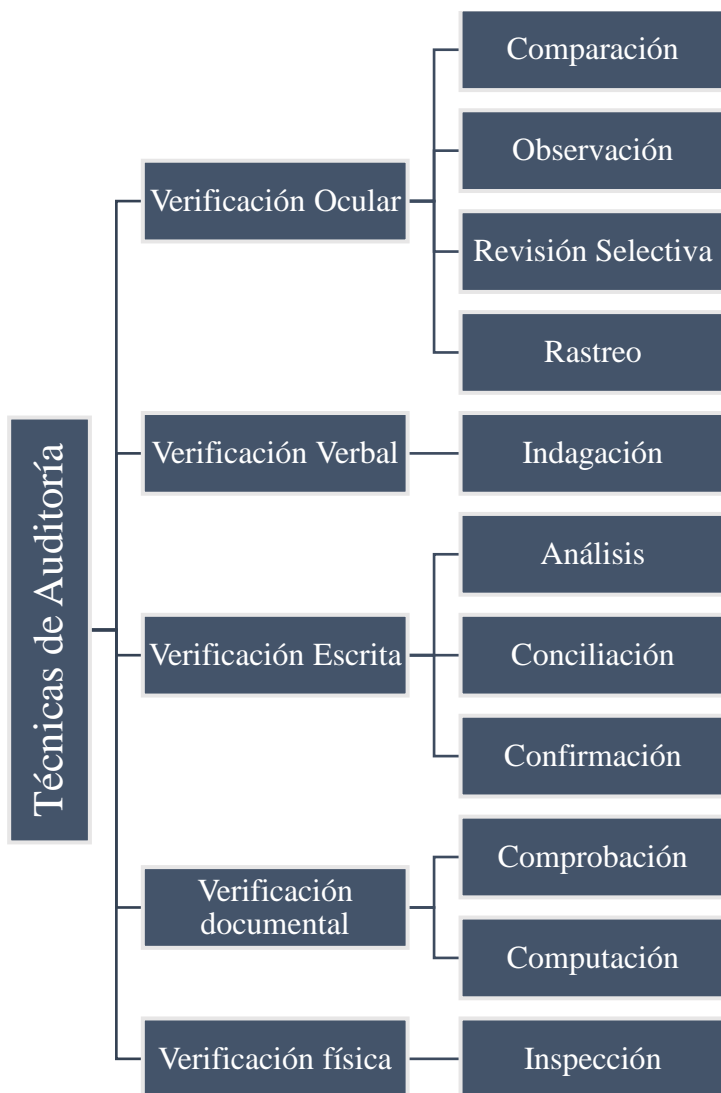 Técnicas de Auditoría
Verificación Ocular
Comparación
Observación
Revisión Selectiva
Rastreo
Verificación Verbal
Indagación
Verificación Escrita
Análisis
Conciliación
Confirmación
Verificación
documental
Comprobación
Computación
Verificación física
Inspección